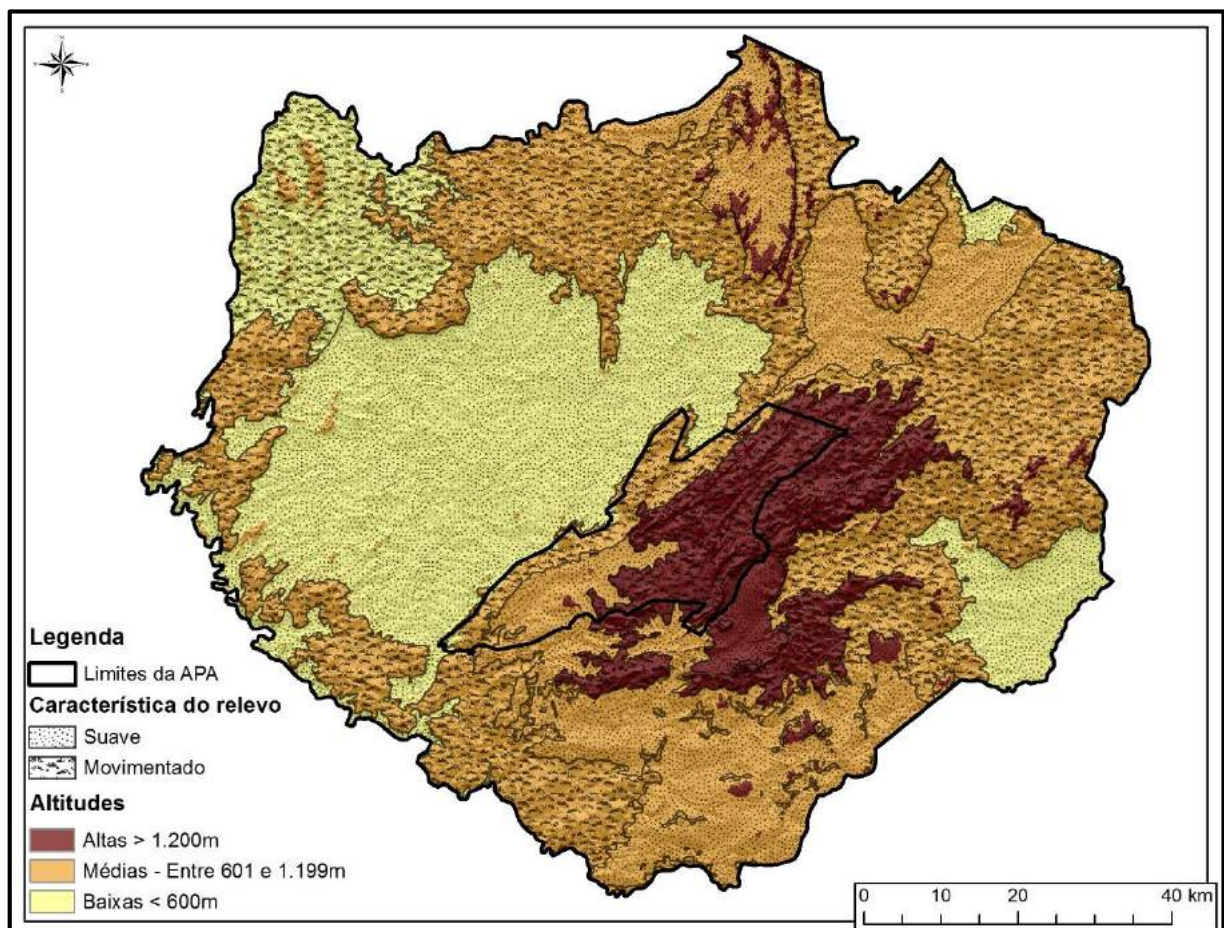 Legenda
Limites da APA
Característica do relevo
Suave
Movimentado
Altitudes
Altas > 1.200m
Médias - Entre 601 e 1.199m
Baixas < 600m
0 10 20 40 km